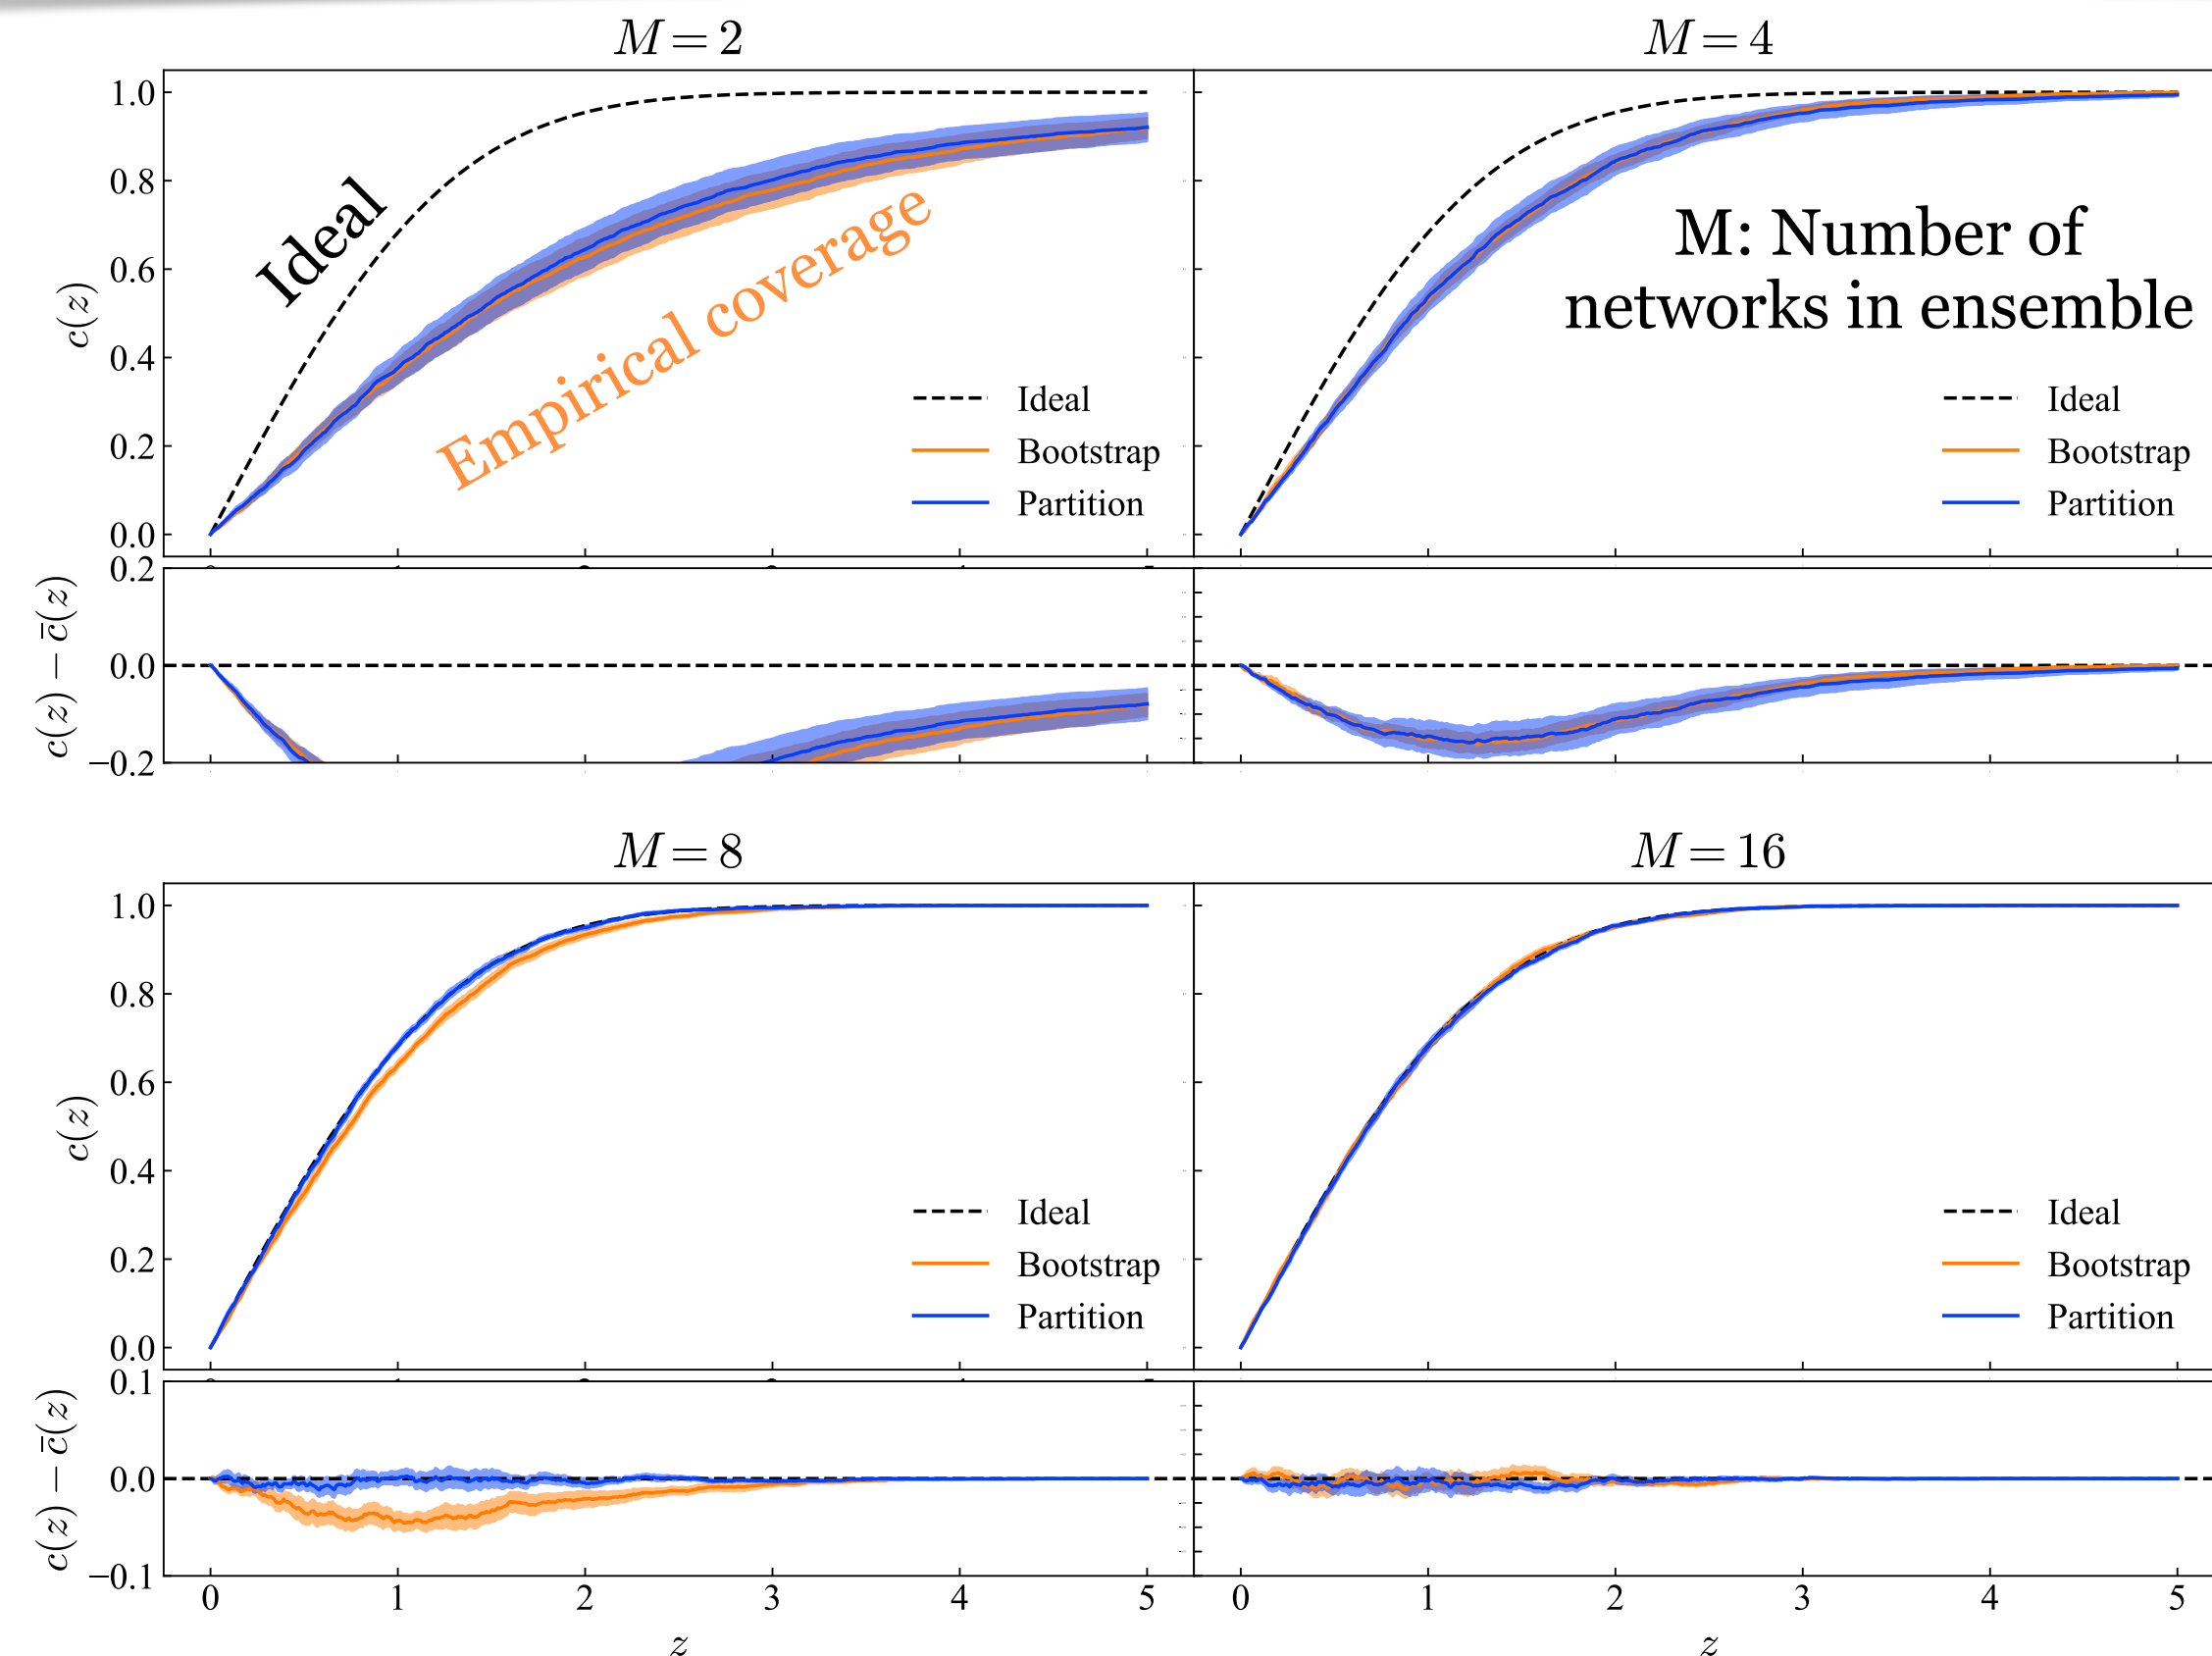 M = 2
M = 4
1.0
0.8
0.6
0.4
0.2
0.0
c(z)
Ideal
Empirical coverage
Ideal
Bootstrap
Partition
M: Number of
networks in ensemble
Ideal
Bootstrap
Partition
0.2
0.0
−0.2
c(z) − c̄(z)
M = 8
M = 16
1.0
0.8
0.6
0.4
0.2
0.0
c(z)
Ideal
Bootstrap
Partition
Ideal
Bootstrap
Partition
0.1
0.0
−0.1
c(z) − c̄(z)
0 1 2 3 4 5
0 1 2 3 4 5
z
z